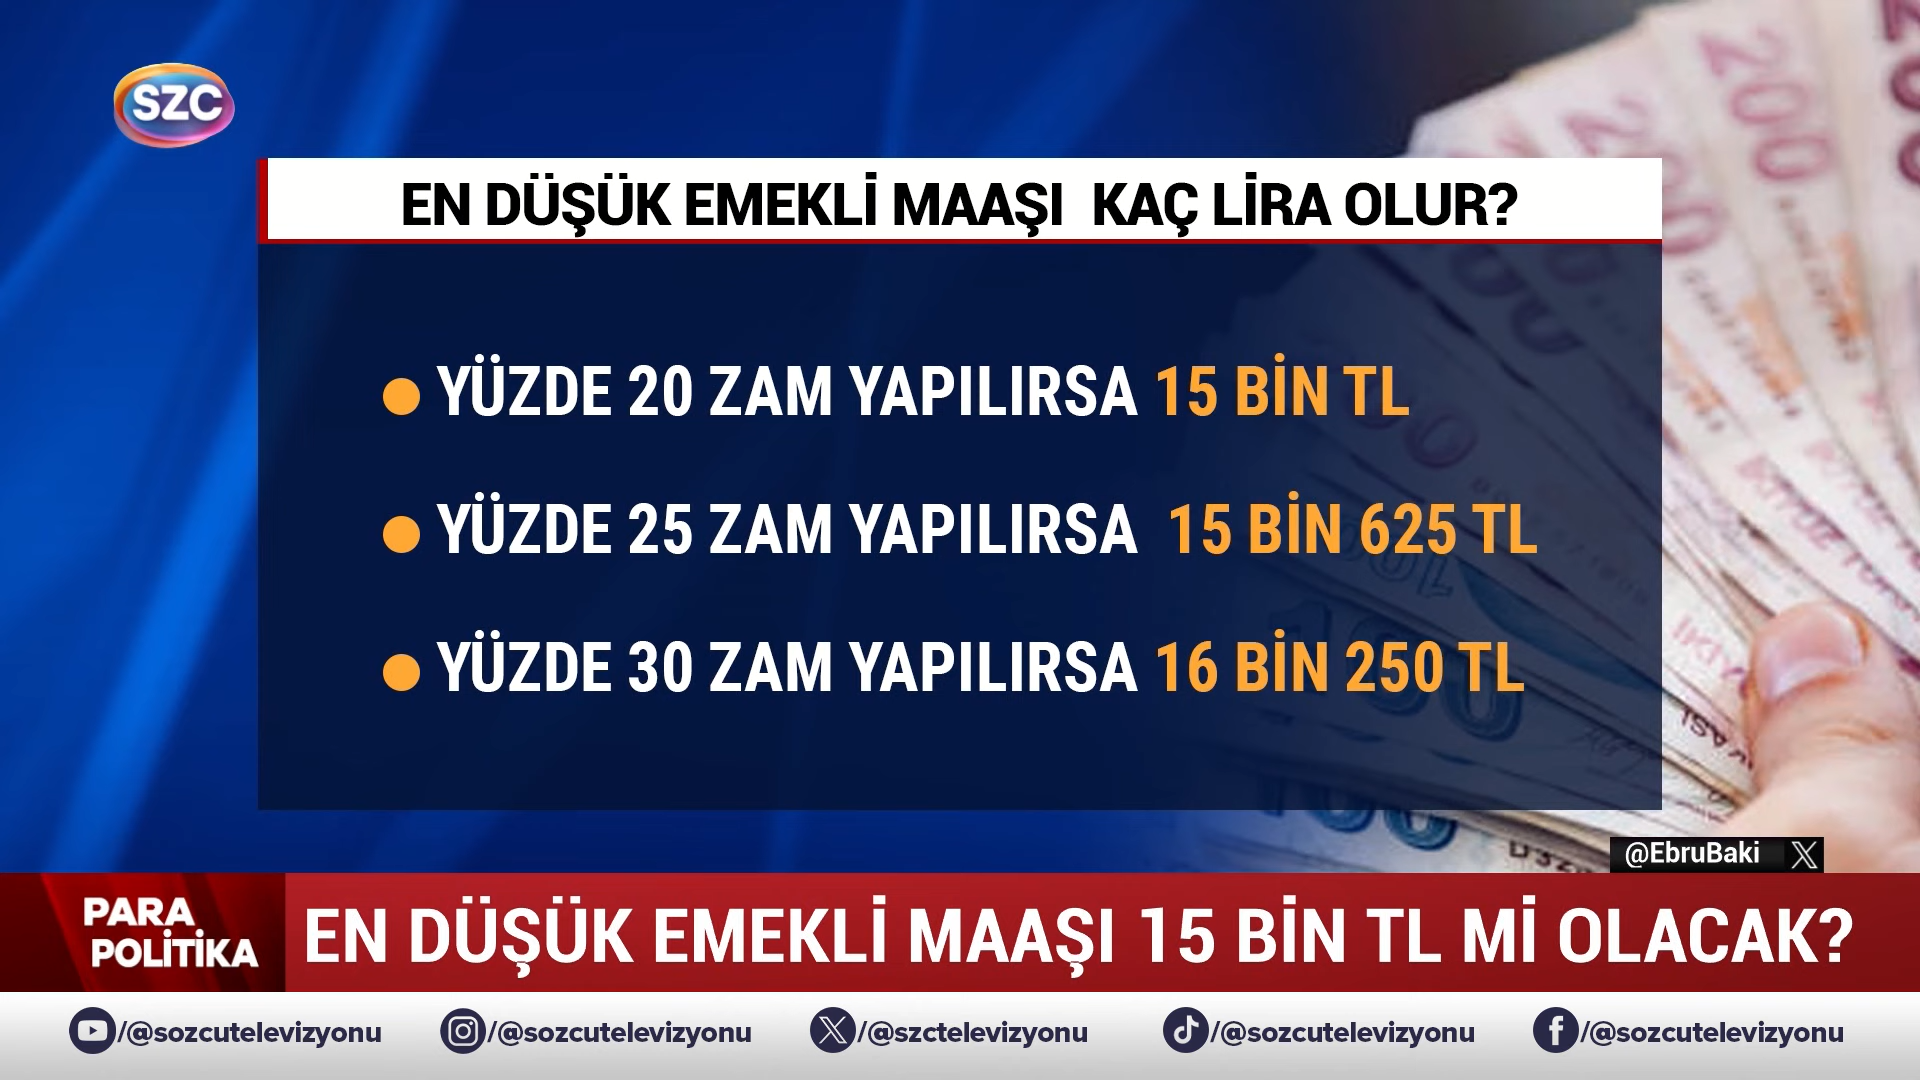 SZC
EN DÜŞÜK EMEKLİ MAAŞI KAÇ LİRA OLUR?
YÜZDE 20 ZAM YAPILIRSA 15 BİN TL
YÜZDE 25 ZAM YAPILIRSA 15 BİN 625 TL
YÜZDE 30 ZAM YAPILIRSA 16 BİN 250 TL
@EbruBaki X
PARA
POLİTİKA
EN DÜŞÜK EMEKLİ MAAŞI 15 BİN TL Mİ OLACAK?
/@sozcutelevizyonu /@sozcutelevizyonu /@szctelevizyonu /@sozcutelevizyonu /@sozcutelevizyonu
200
100